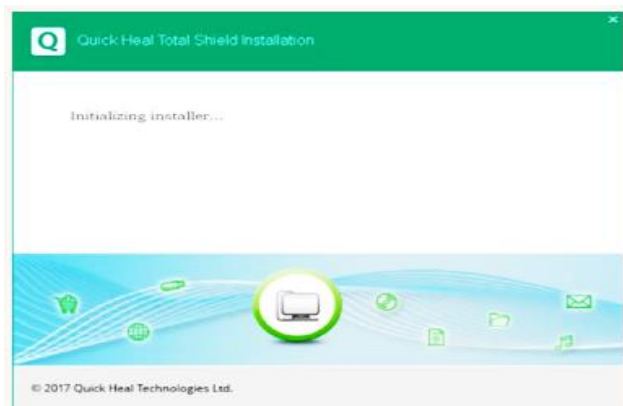 Q Quick Heal Total Shield Installation
Initializing installer...
© 2017 Quick Heal Technologies Ltd.